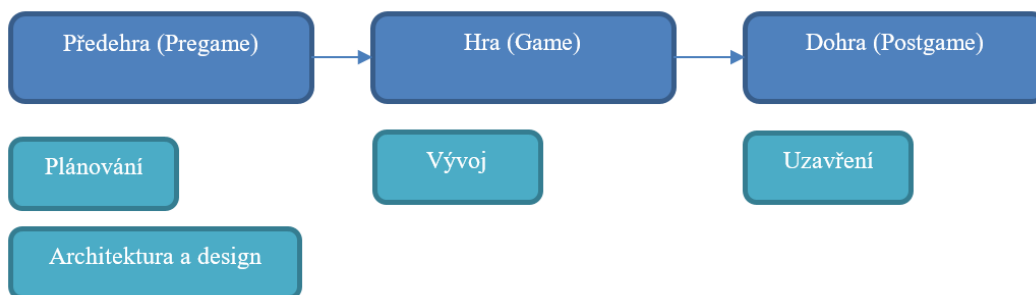 Předehra (Pregame)
Hra (Game)
Dohra (Postgame)
Plánování
Vývoj
Uzavření
Architektura a design